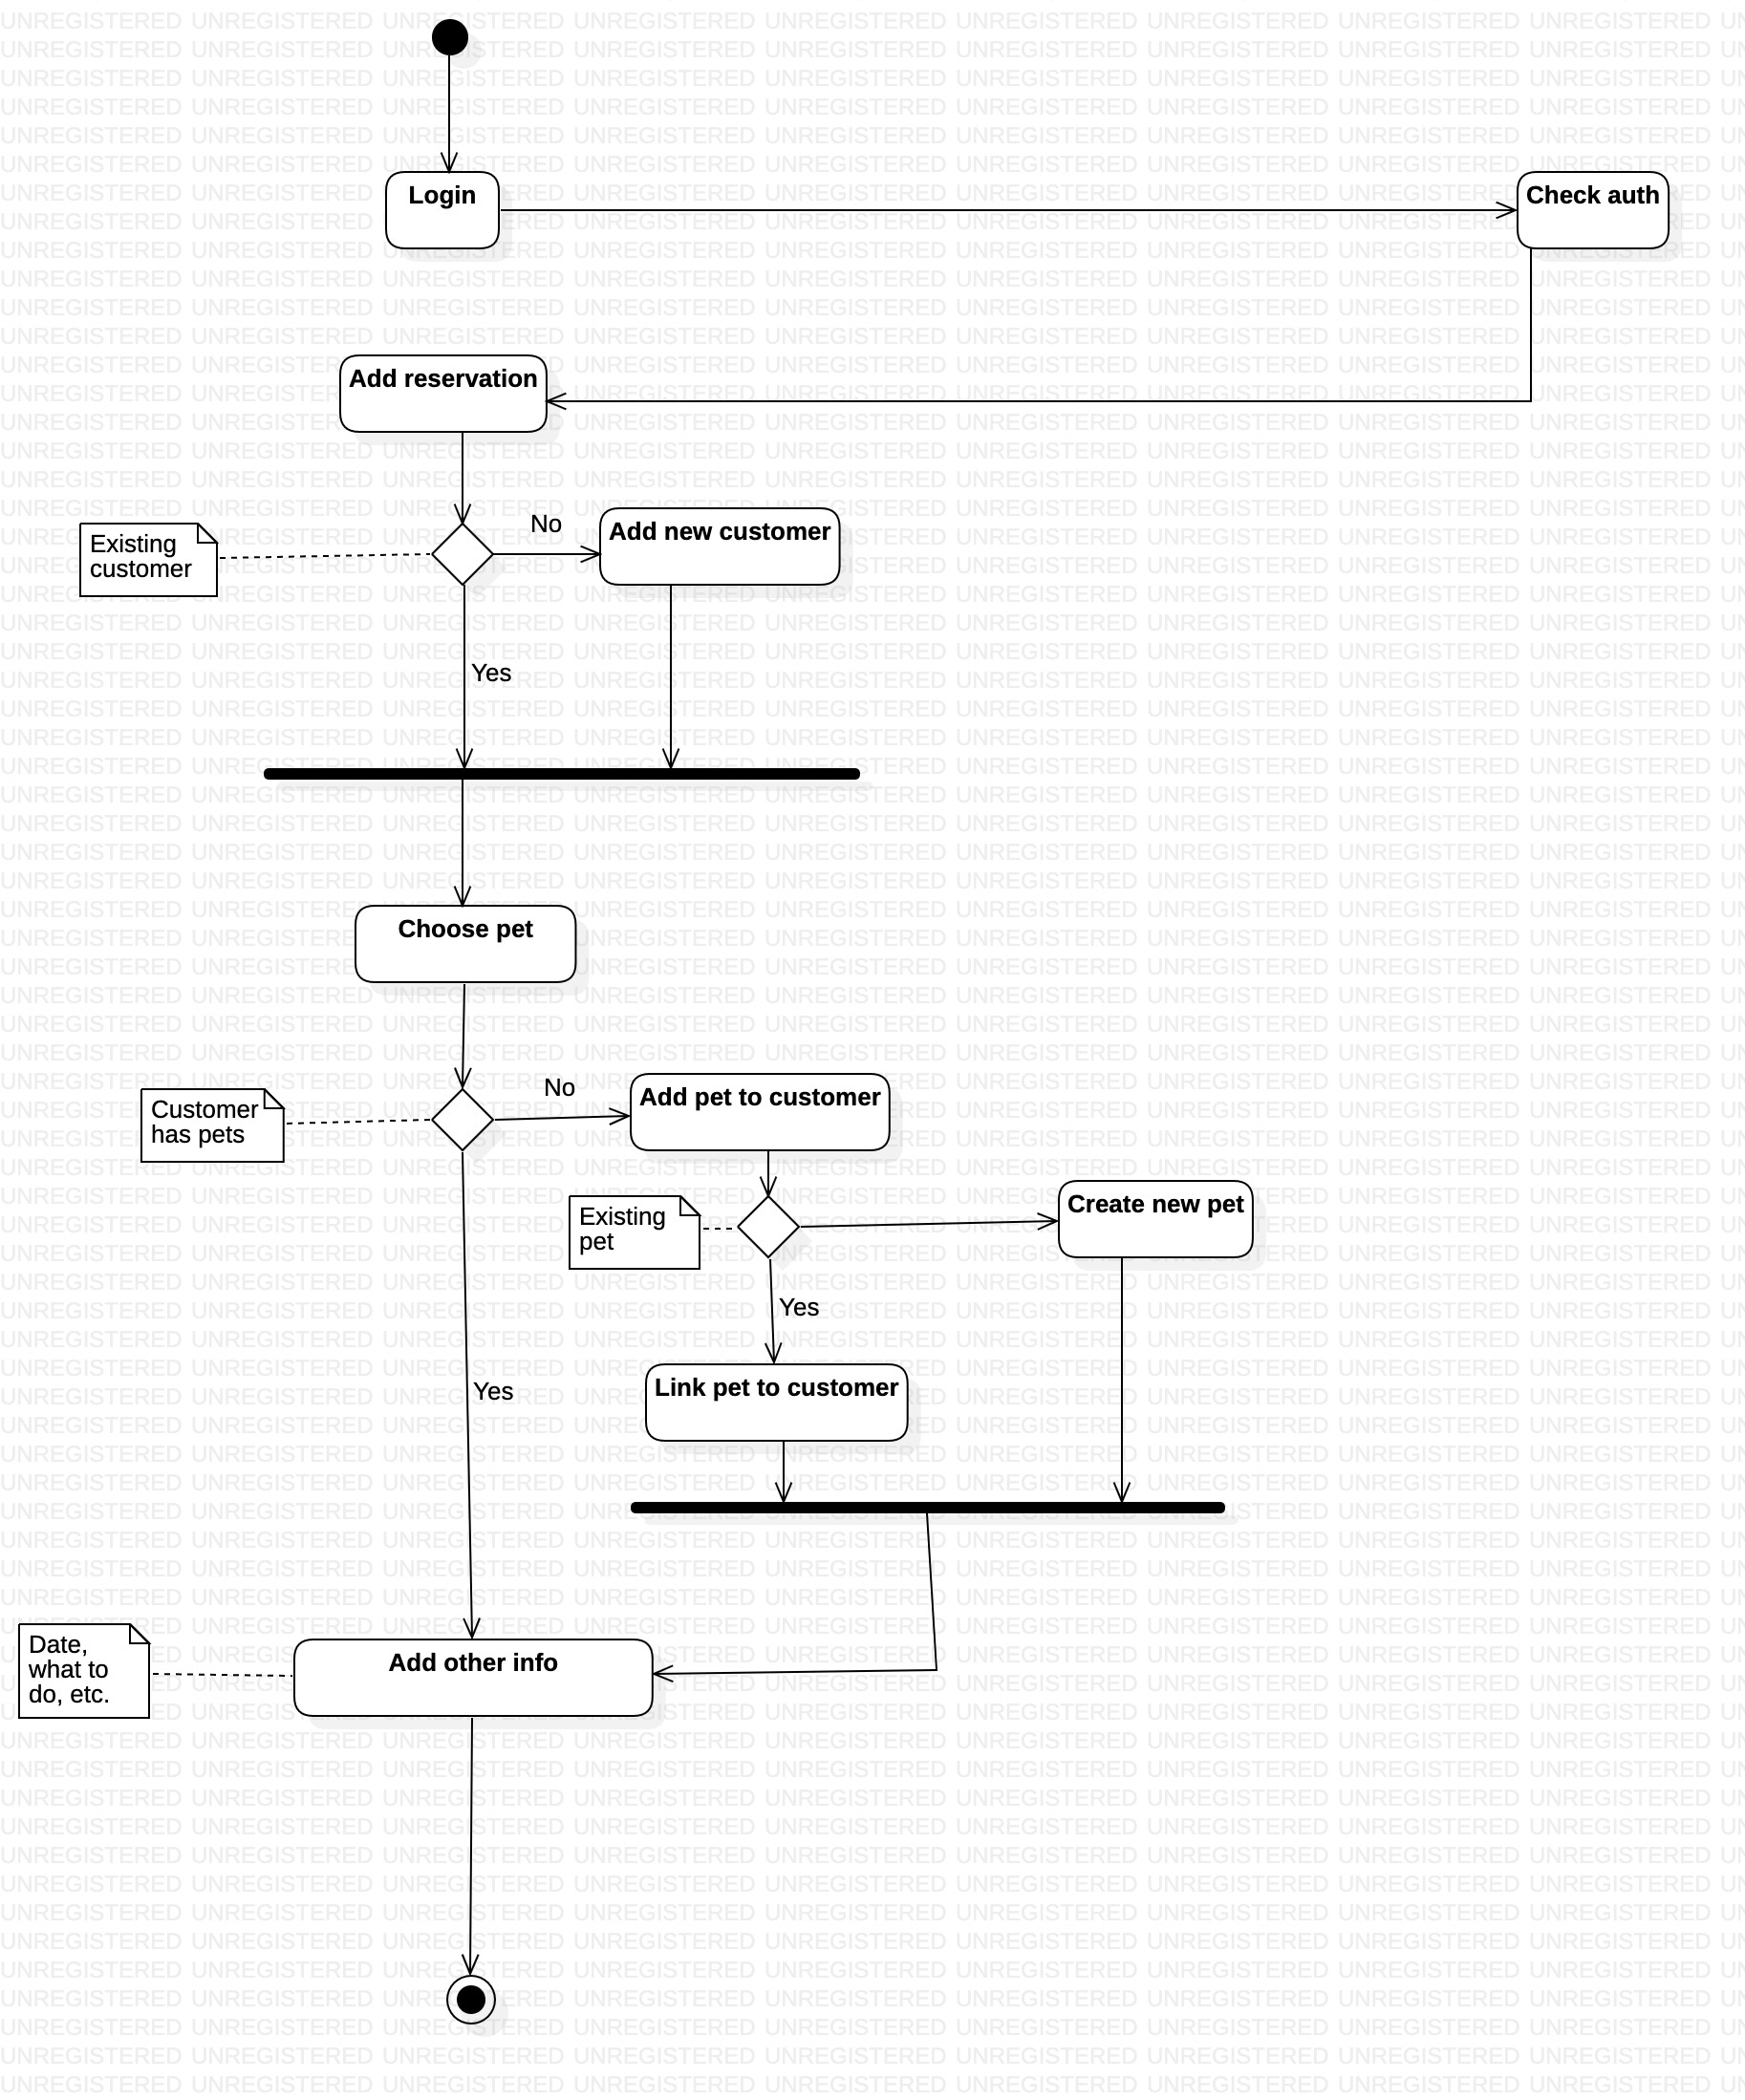 Login
Check auth
Add reservation
No
Add new customer
Existing
customer
Yes
Choose pet
No
Add pet to customer
Customer
has pets
Create new pet
Existing
pet
Yes
Link pet to customer
Yes
Date,
what to
do, etc.
Add other info
UNREGISTERED